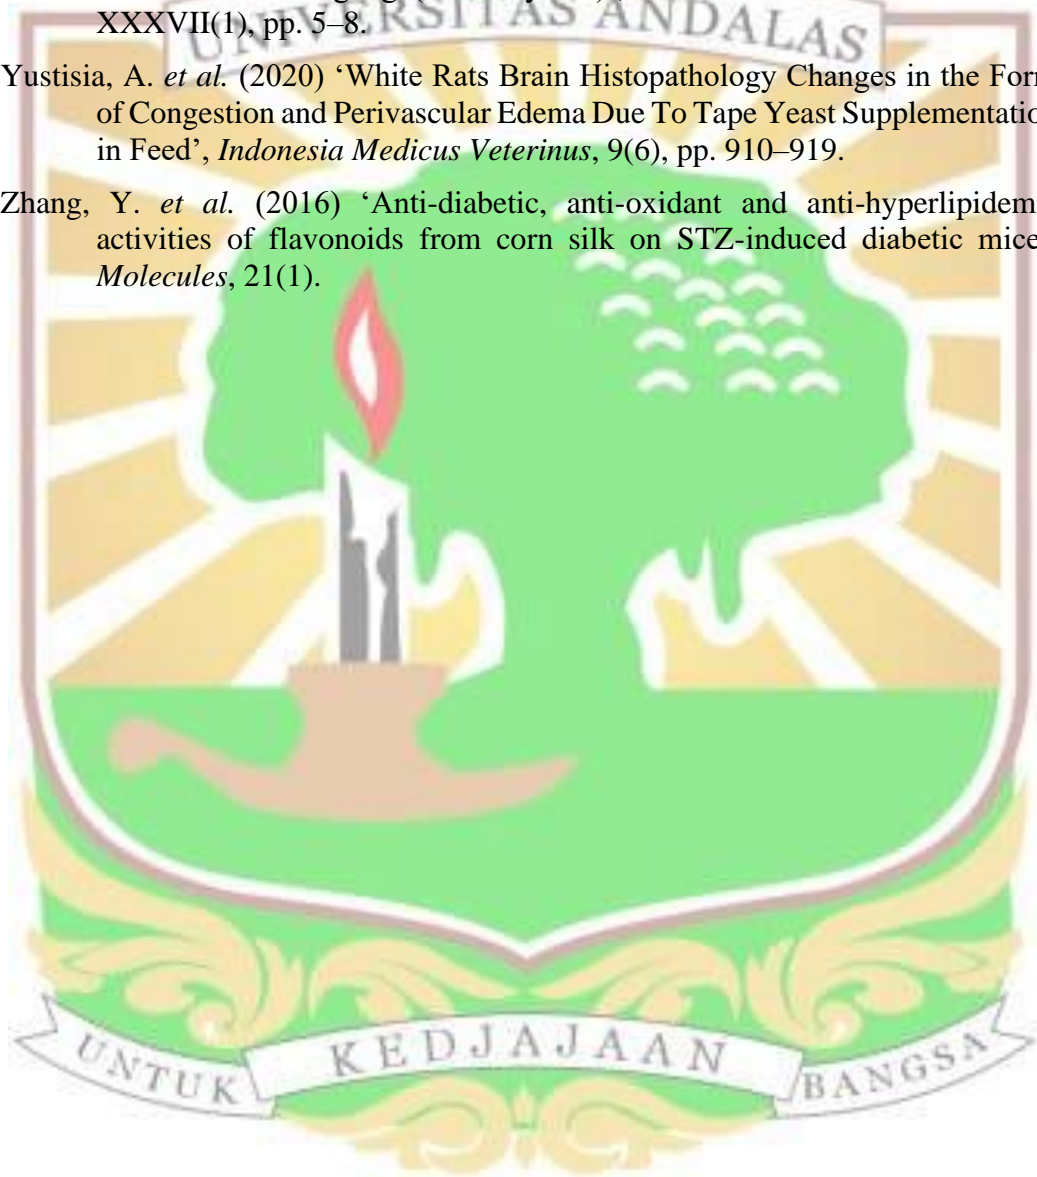 XXXVII(1), pp. 5–8.
UNIVERSITAS ANDALAS
Yustisia, A. et al. (2020) ‘White Rats Brain Histopathology Changes in the For
of Congestion and Perivascular Edema Due To Tape Yeast Supplementatio
in Feed’, Indonesia Medicus Veterinus, 9(6), pp. 910–919.
Zhang, Y. et al. (2016) ‘Anti-diabetic, anti-oxidant and anti-hyperlipidem
activities of flavonoids from corn silk on STZ-induced diabetic mice
Molecules, 21(1).
UNTUK KEDJAJAAN BANGSA